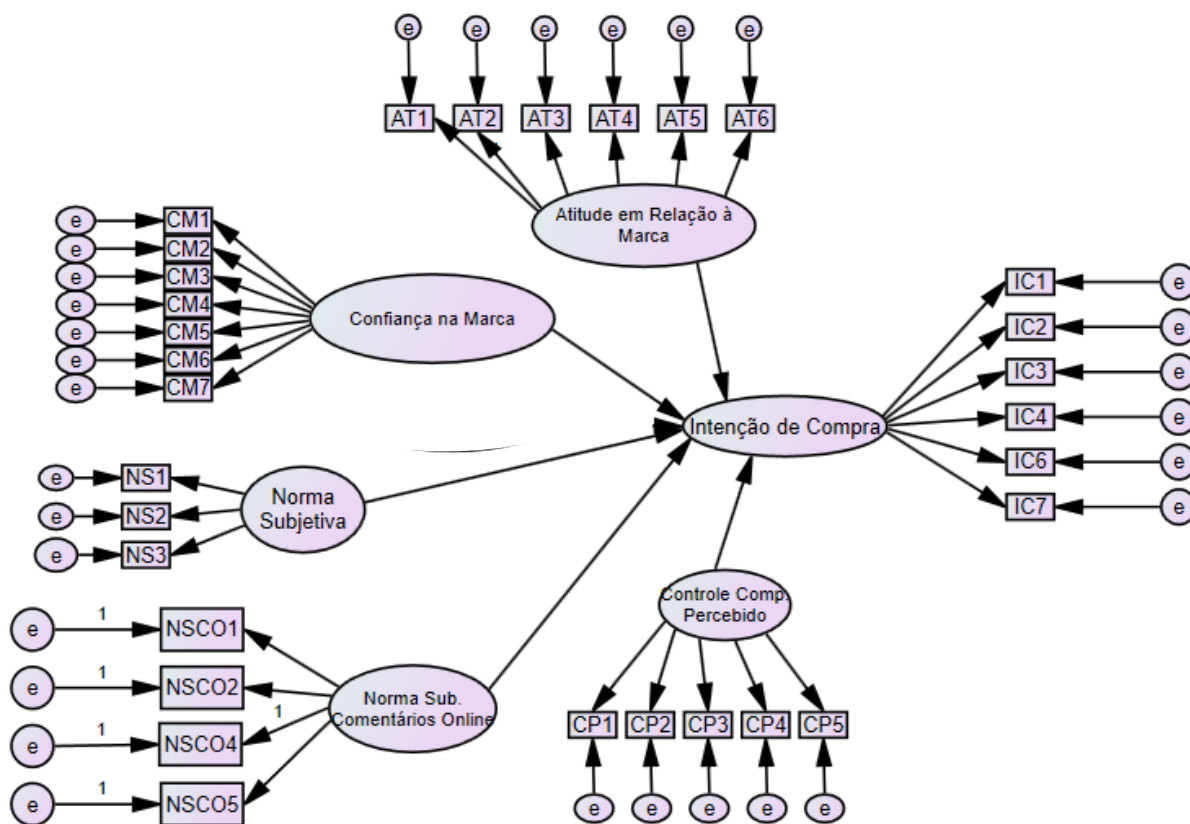 e e e e e e
AT1 AT2 AT3 AT4 AT5 AT6
Atitude em Relação à
Marca
e CM1
e CM2
e CM3
e CM4
e CM5
e CM6
e CM7
Confiança na Marca
IC1 e
IC2 e
IC3 e
IC4 e
IC6 e
IC7 e
Intenção de Compra
e NS1
e NS2
e NS3
Norma
Subjetiva
Controle Comp.
Percebido
e 1 NSCO1
e 1 NSCO2
e 1 NSCO4
e 1 NSCO5
1
Norma Sub.
Comentários Online
CP1 CP2 CP3 CP4 CP5
e e e e e